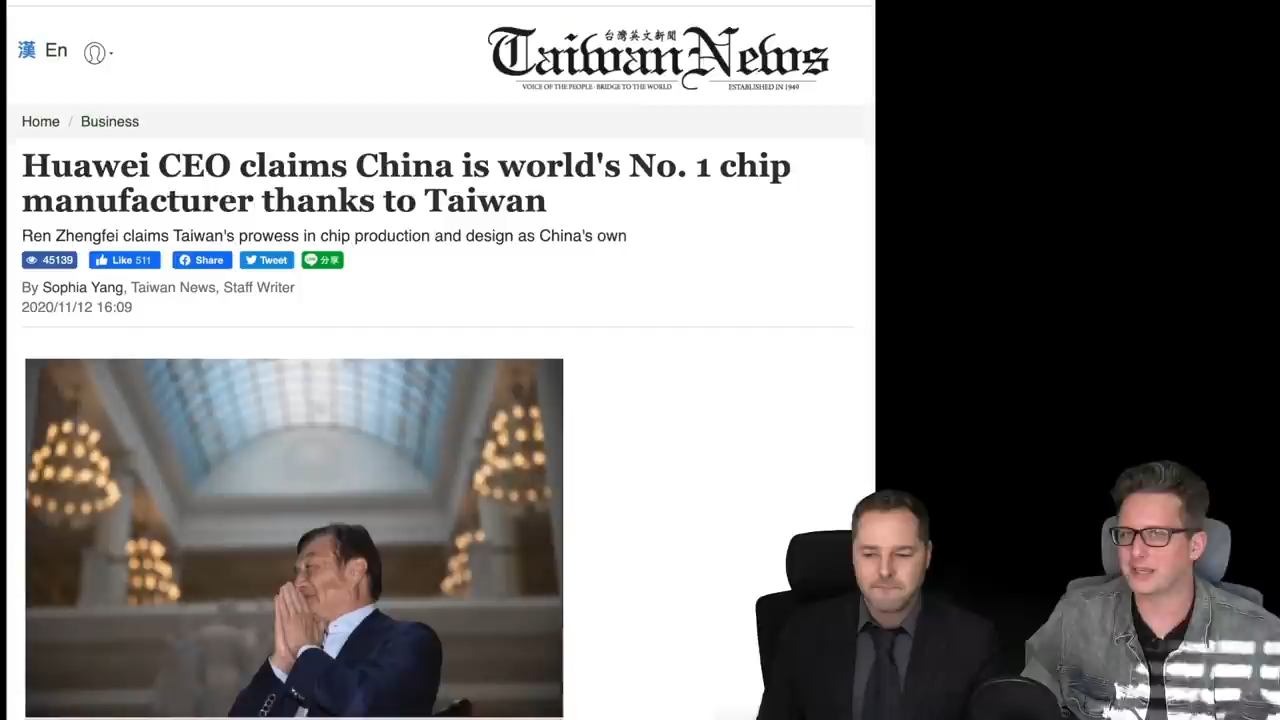 漢 En
台灣英文新聞
Taiwan News
VOICE OF THE PEOPLE · BRIDGE TO THE WORLD ESTABLISHED IN 1949
Home / Business
Huawei CEO claims China is world's No. 1 chip
manufacturer thanks to Taiwan
Ren Zhengfei claims Taiwan's prowess in chip production and design as China's own
45139 Like 511 Share Tweet LINE 分享
By Sophia Yang, Taiwan News, Staff Writer
2020/11/12 16:09